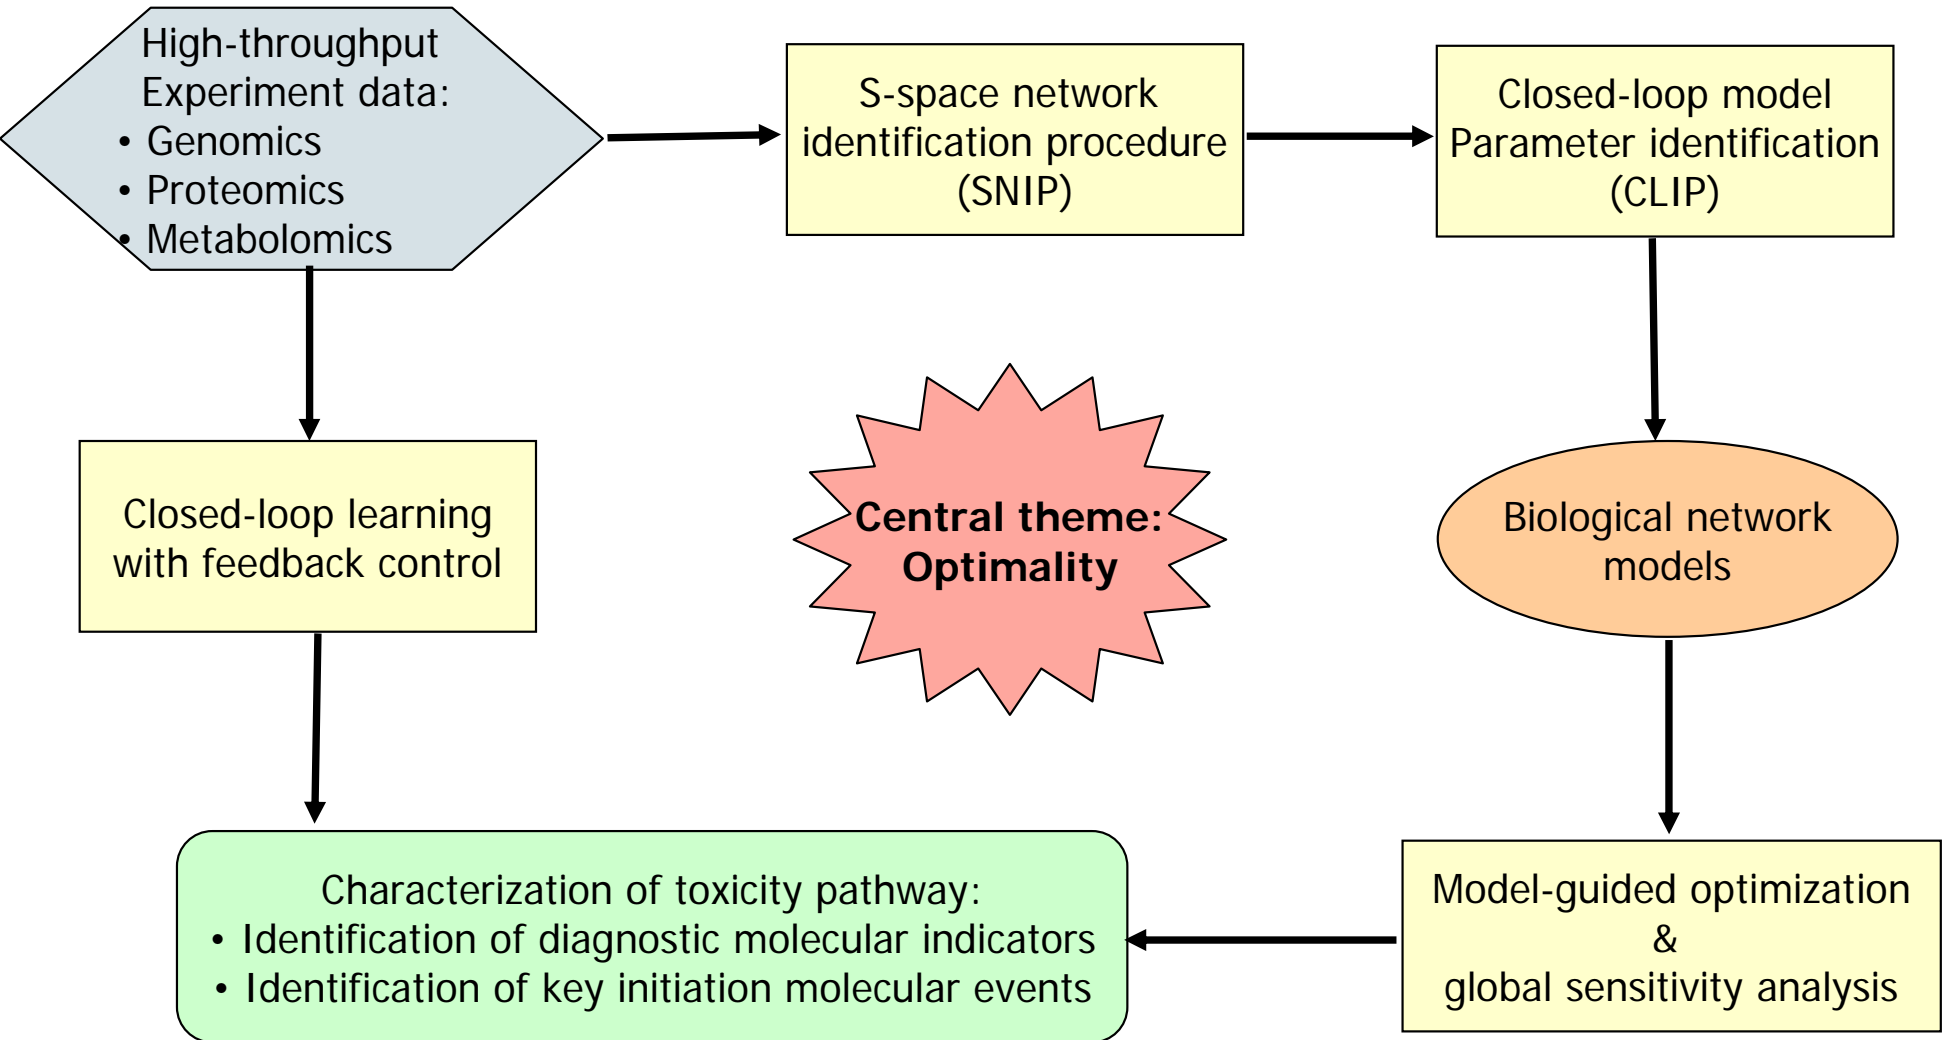 High-throughput
Experiment data:
• Genomics
• Proteomics
• Metabolomics
S-space network
identification procedure
(SNIP)
Closed-loop model
Parameter identification
(CLIP)
Closed-loop learning
with feedback control
Central theme:
Optimality
Biological network
models
Characterization of toxicity pathway:
• Identification of diagnostic molecular indicators
• Identification of key initiation molecular events
Model-guided optimization
&
global sensitivity analysis